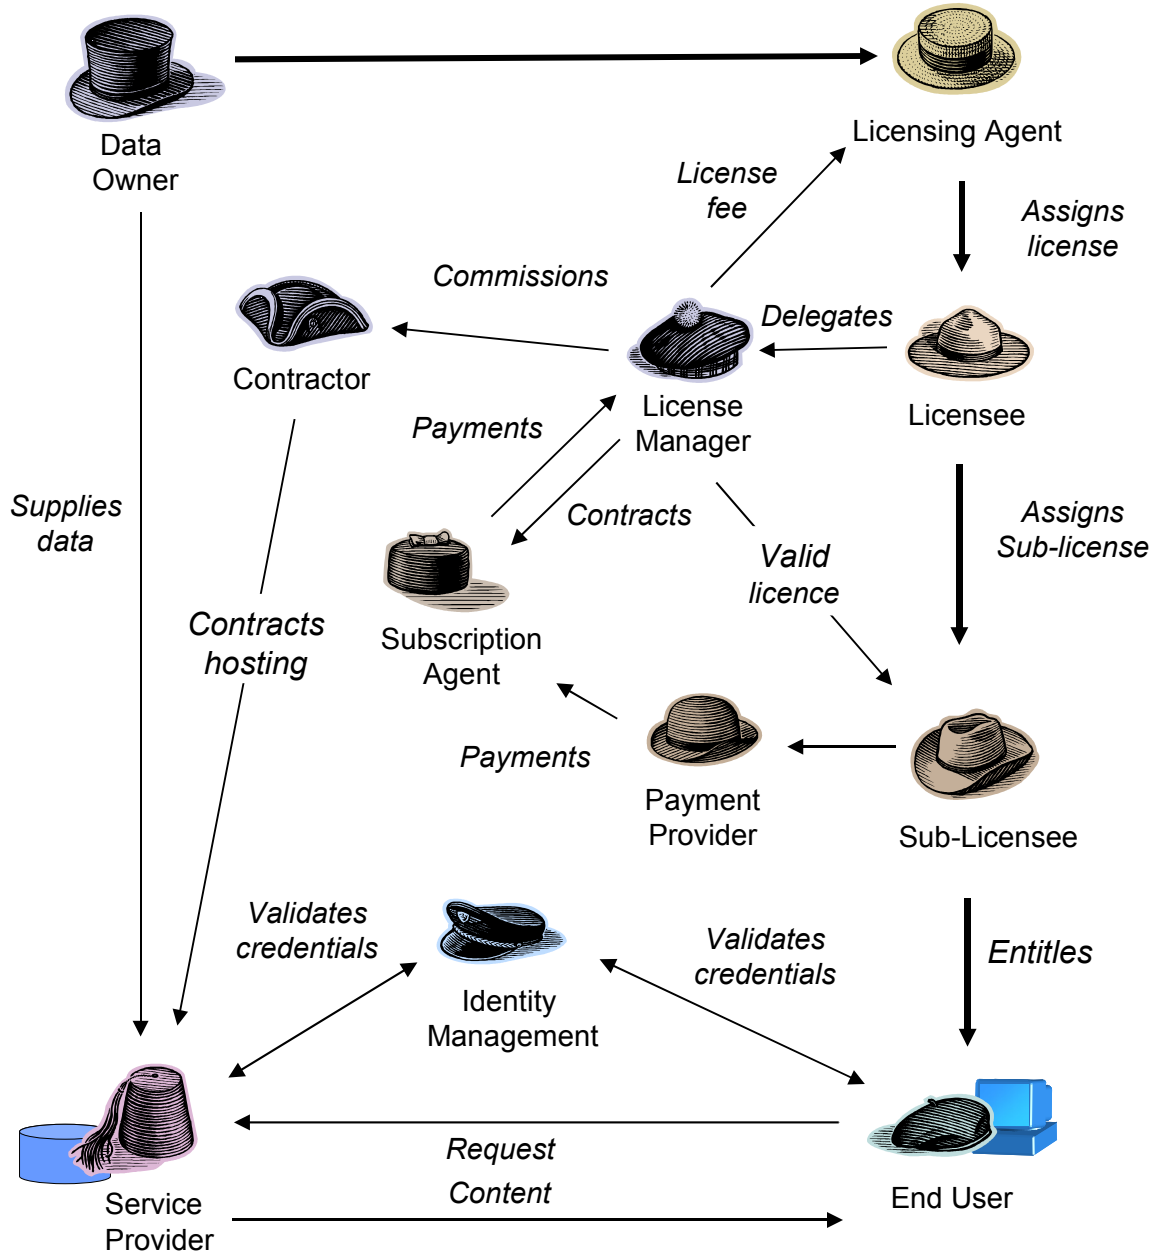 Data
Owner
Licensing Agent
License
fee
Assigns
license
Commissions
Delegates
Contractor
License
Manager
Licensee
Payments
Supplies
data
Contracts
Assigns
Sub-license
Valid
licence
Contracts
hosting
Subscription
Agent
Payments
Payment
Provider
Sub-Licensee
Validates
credentials
Validates
credentials
Entitles
Identity
Management
Request
Content
Service
Provider
End User